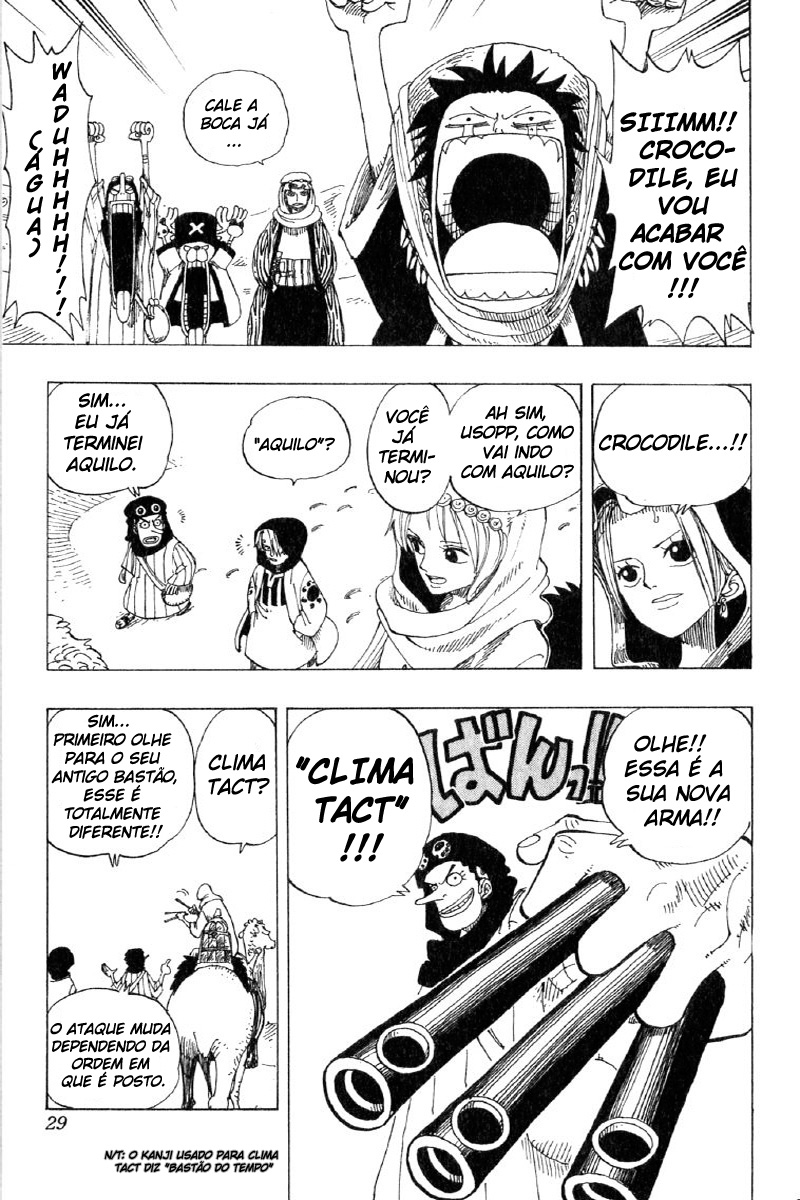 SIIIMM!!
CROCO-
DILE, EU
VOU
ACABAR
COM VOCÊ
!!!
CALE A
BOCA JÁ
...
WADUHHHHHH!!!
(ÁGUA)
CROCODILE...!!
AH SIM,
USOPP, COMO
VAI INDO
COM AQUILO?
VOCÊ
JÁ
TERMI-
NOU?
"AQUILO"?
SIM...
EU JÁ
TERMINEI
AQUILO.
OLHE!!
ESSA É A
SUA NOVA
ARMA!!
ばんっ!!
"CLIMA
TACT"
!!!
CLIMA
TACT?
SIM...
PRIMEIRO OLHE
PARA O SEU
ANTIGO BASTÃO,
ESSE É
TOTALMENTE
DIFERENTE!!
O ATAQUE MUDA
DEPENDENDO DA
ORDEM EM
QUE É POSTO.
29
N/T: O KANJI USADO PARA CLIMA
TACT DIZ "BASTÃO DO TEMPO"